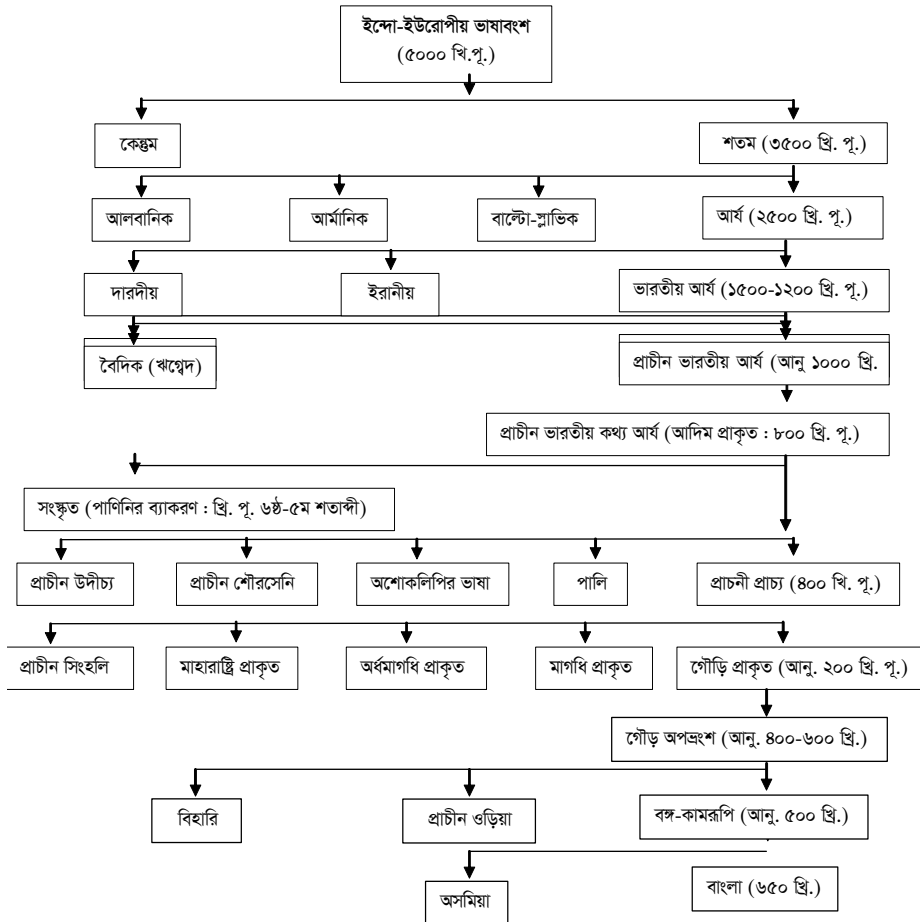 ইন্দো-ইউরোপীয় ভাষাবংশ
(৫০০০ খি.পূ.)
কেন্তুম
শতম (৩৫০০ খ্রি. পূ.)
আলবানিক
আর্মানিক
বাল্টো-স্লাভিক
আর্য (২৫০০ খ্রি. পূ.)
দারদীয়
ইরানীয়
ভারতীয় আর্য (১৫০০-১২০০ খ্রি. পূ.)
বৈদিক (ঋগ্বেদ)
প্রাচীন ভারতীয় আর্য (আনু ১০০০ খ্রি.
প্রাচীন ভারতীয় কথ্য আর্য (আদিম প্রাকৃত : ৮০০ খ্রি. পূ.)
সংস্কৃত (পাণিনির ব্যাকরণ : খ্রি. পূ. ৬ষ্ঠ-৫ম শতাব্দী)
প্রাচীন উদীচ্য
প্রাচীন শৌরসেনি
অশোকলিপির ভাষা
পালি
প্রাচনী প্রাচ্য (৪০০ খি. পূ.)
প্রাচীন সিংহলি
মাহারাষ্ট্রি প্রাকৃত
অর্ধমাগধি প্রাকৃত
মাগধি প্রাকৃত
গৌড়ি প্রাকৃত (আনু. ২০০ খ্রি. পূ.)
গৌড় অপভ্রংশ (আনু. ৪০০-৬০০ খ্রি.)
বিহারি
প্রাচীন ওড়িয়া
বঙ্গ-কামরূপি (আনু. ৫০০ খ্রি.)
অসমিয়া
বাংলা (৬৫০ খ্রি.)